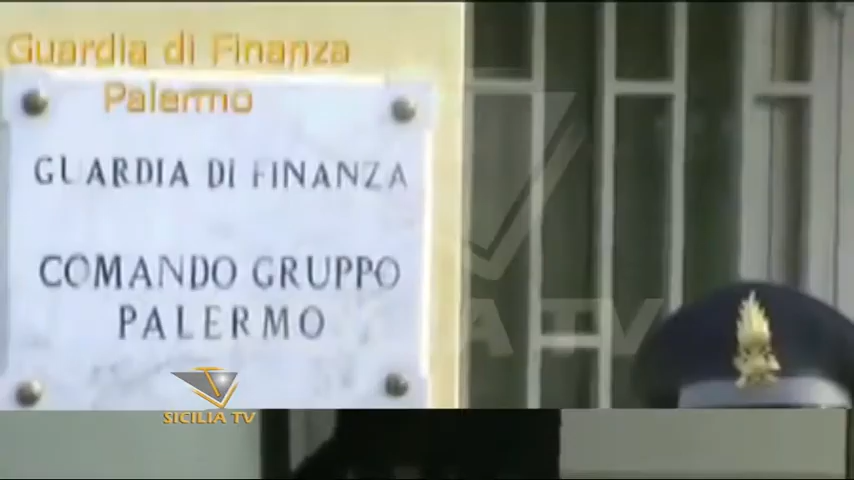 Guardia di Finanza
Palermo
GUARDIA DI FINANZA
COMANDO GRUPPO
PALERMO
SICILIA TV